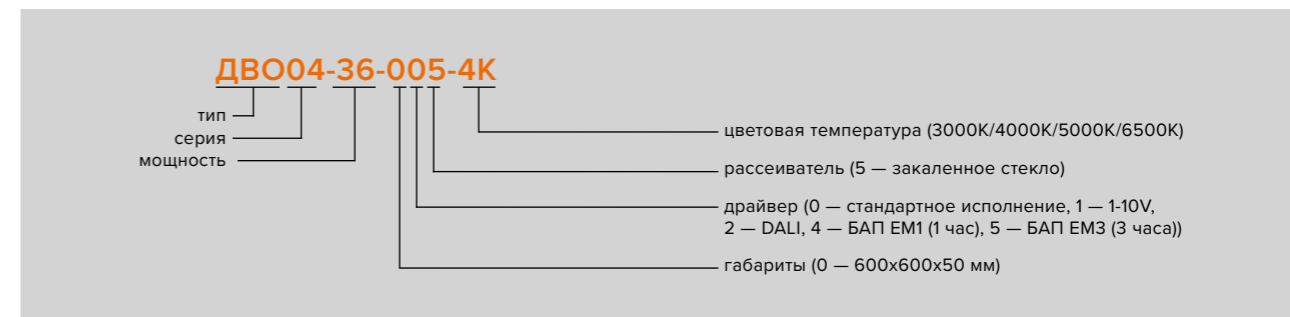 ДВО04-36-005-4К
тип
серия
мощность
цветовая температура (3000К/4000К/5000К/6500К)
рассеиватель (5 — закаленное стекло)
драйвер (0 — стандартное исполнение, 1 — 1-10V,
2 — DALI, 4 — БАП ЕМ1 (1 час), 5 — БАП ЕМ3 (3 часа))
габариты (0 — 600х600х50 мм)